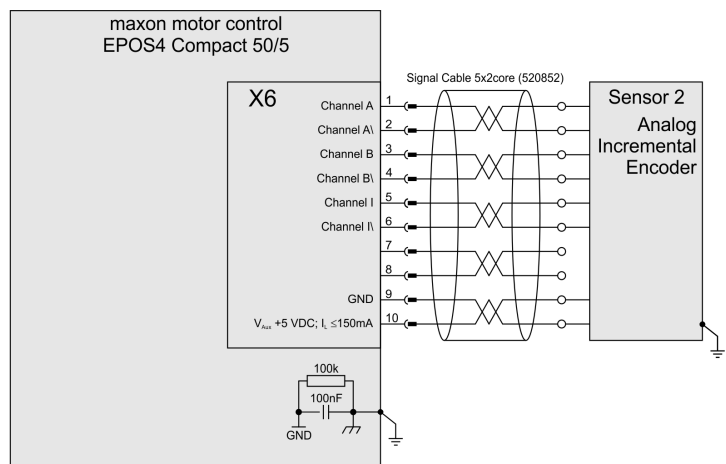 maxon motor control
EPOS4 Compact 50/5
Signal Cable 5x2core (520852)
X6
Sensor 2
Analog
Incremental
Encoder
Channel A 1
Channel A\ 2
Channel B 3
Channel B\ 4
Channel I 5
Channel I\ 6
7
8
GND 9
VAux +5 VDC; IL ≤150mA 10
100k
100nF
GND